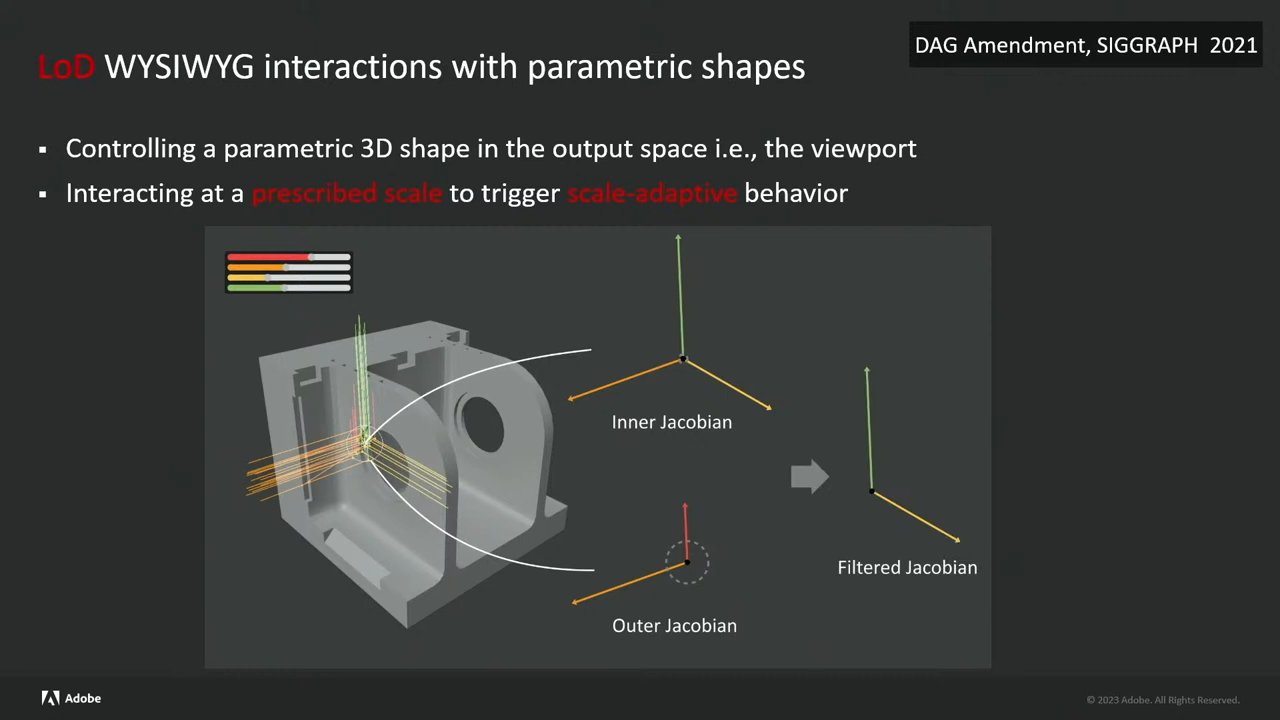 DAG Amendment, SIGGRAPH 2021
LoD WYSIWYG interactions with parametric shapes
▪ Controlling a parametric 3D shape in the output space i.e., the viewport
▪ Interacting at a prescribed scale to trigger scale-adaptive behavior
Inner Jacobian
Filtered Jacobian
Outer Jacobian
Adobe
© 2023 Adobe. All Rights Reserved.